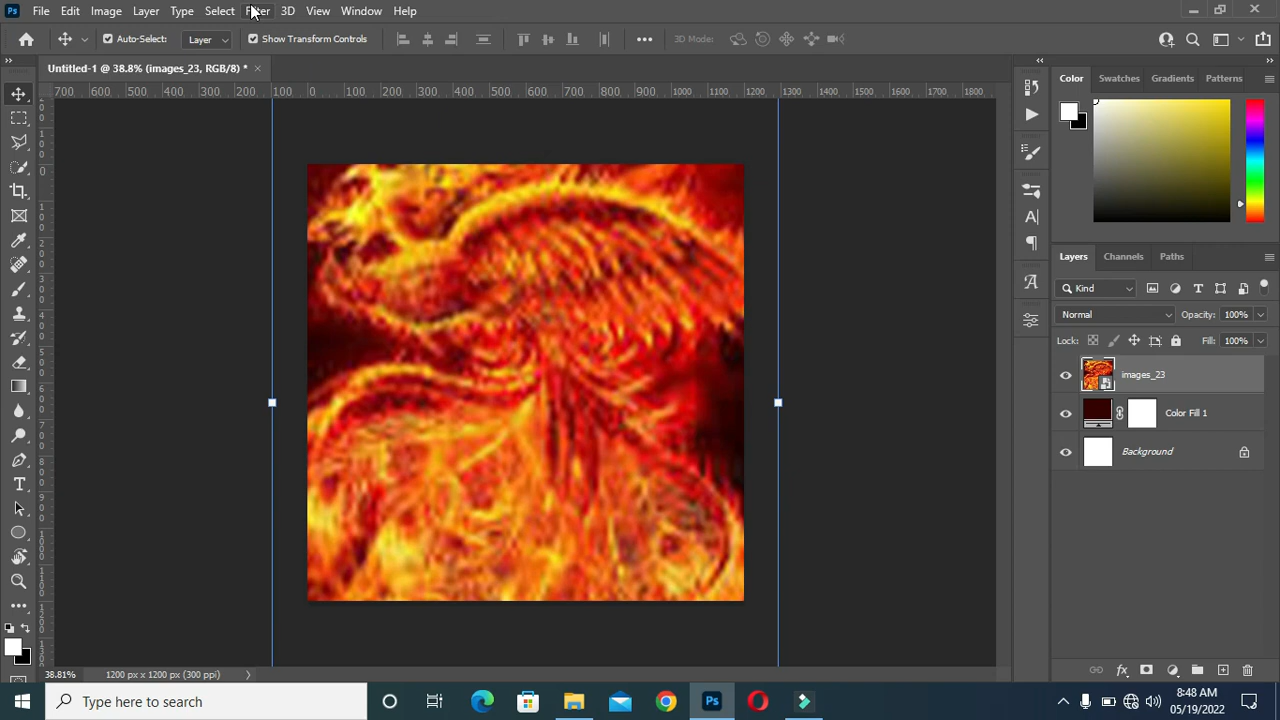 Ps File Edit Image Layer Type Select Filter 3D View Window Help
Auto-Select: Layer Show Transform Controls 3D Mode:
Untitled-1 @ 38.8% (images_23, RGB/8) *
700 600 500 400 300 200 100 0 100 200 300 400 500 600 700 800 900 1000 1100 1200 1300 1400 1500 1600 1700 1800
Color Swatches Gradients Patterns
Layers Channels Paths
Kind
Normal Opacity: 100%
Lock: Fill: 100%
images_23
Color Fill 1
Background
38.81% 1200 px x 1200 px (300 ppi)
Type here to search
Ps
8:48 AM
05/19/2022